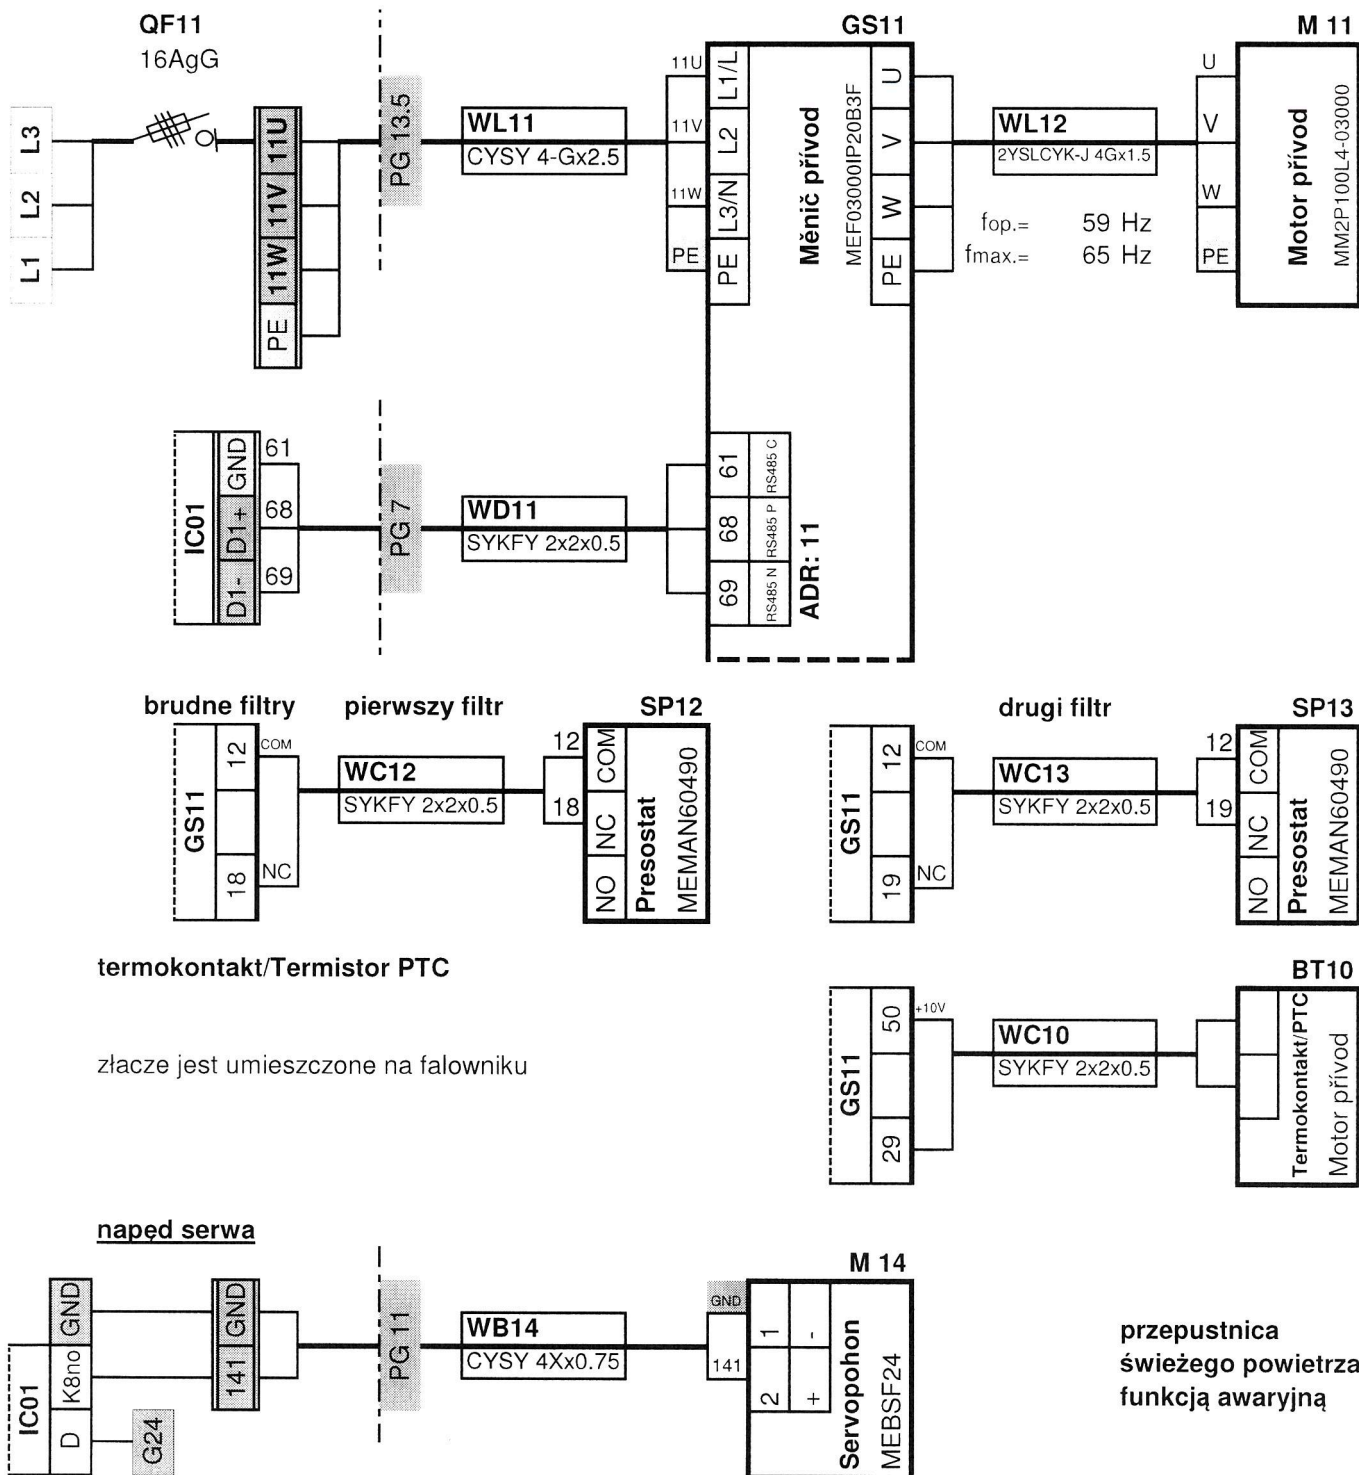 QF11
16AgG
L3
L2
L1
11U
11V
11W
PE
PG 13.5
WL11
CYSY 4-Gx2.5
11U
11V
11W
PE
GS11
L1/L
L2
L3/N
PE
Měnič přívod
MEF03000IP20B3F
U
V
W
PE
WL12
2YSLCYK-J 4Gx1.5
fop.= 59 Hz
fmax.= 65 Hz
U
V
W
PE
M 11
Motor přívod
MM2P100L4-03000
IC01
GND
D1+
D1-
61
68
69
PG 7
WD11
SYKFY 2x2x0.5
61
68
69
RS485 C
RS485 P
RS485 N
ADR: 11
brudne filtry
pierwszy filtr
GS11
12
18
COM
NC
WC12
SYKFY 2x2x0.5
12
18
SP12
COM
NC
NO
Presostat
MEMAN60490
drugi filtr
GS11
12
19
COM
NC
WC13
SYKFY 2x2x0.5
12
19
SP13
COM
NC
NO
Presostat
MEMAN60490
termokontakt/Termistor PTC
złacze jest umieszczone na falowniku
GS11
50
29
+10V
WC10
SYKFY 2x2x0.5
BT10
Termokontakt/PTC
Motor přívod
napęd serwa
IC01
GND
K8no
D
G24
GND
141
PG 11
WB14
CYSY 4Xx0.75
GND
141
M 14
1
2
-
+
Servopohon
MEBSF24
przepustnica
świeżego powietrza
funkcją awaryjną